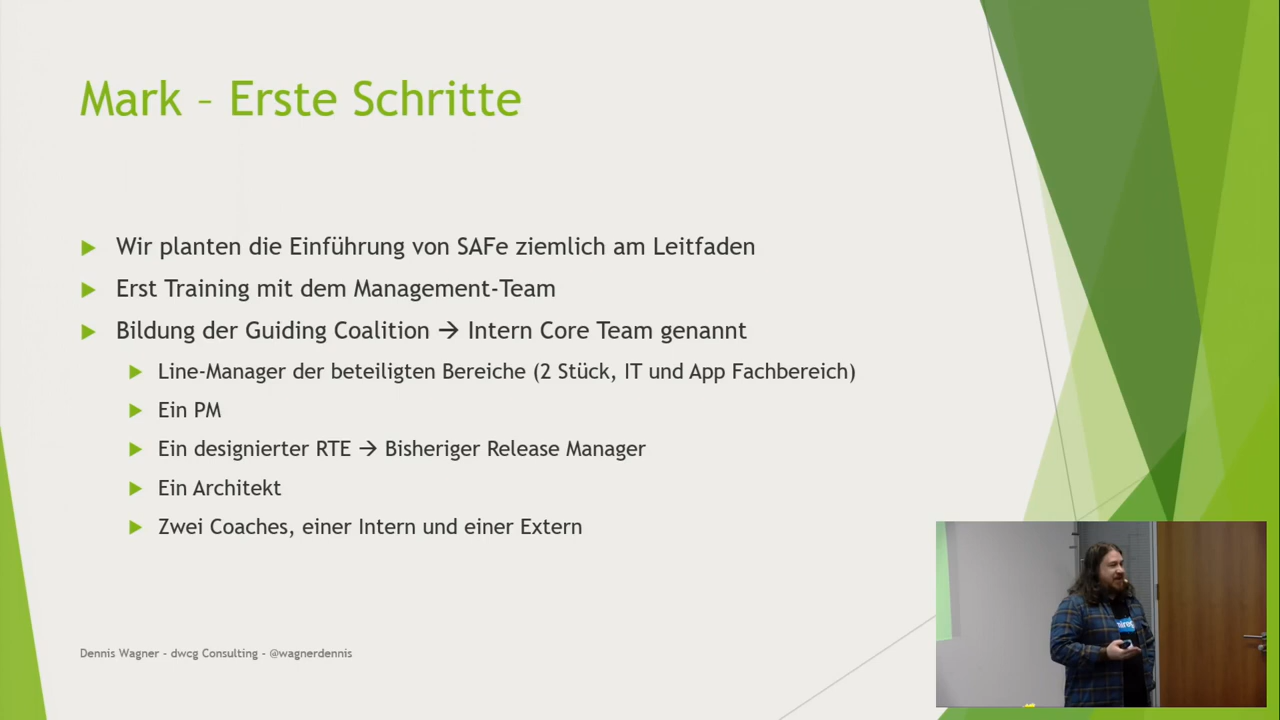 Mark – Erste Schritte
Wir planten die Einführung von SAFe ziemlich am Leitfaden
Erst Training mit dem Management-Team
Bildung der Guiding Coalition → Intern Core Team genannt
Line-Manager der beteiligten Bereiche (2 Stück, IT und App Fachbereich)
Ein PM
Ein designierter RTE → Bisheriger Release Manager
Ein Architekt
Zwei Coaches, einer Intern und einer Extern
Dennis Wagner - dwcg Consulting - @wagnerdennis